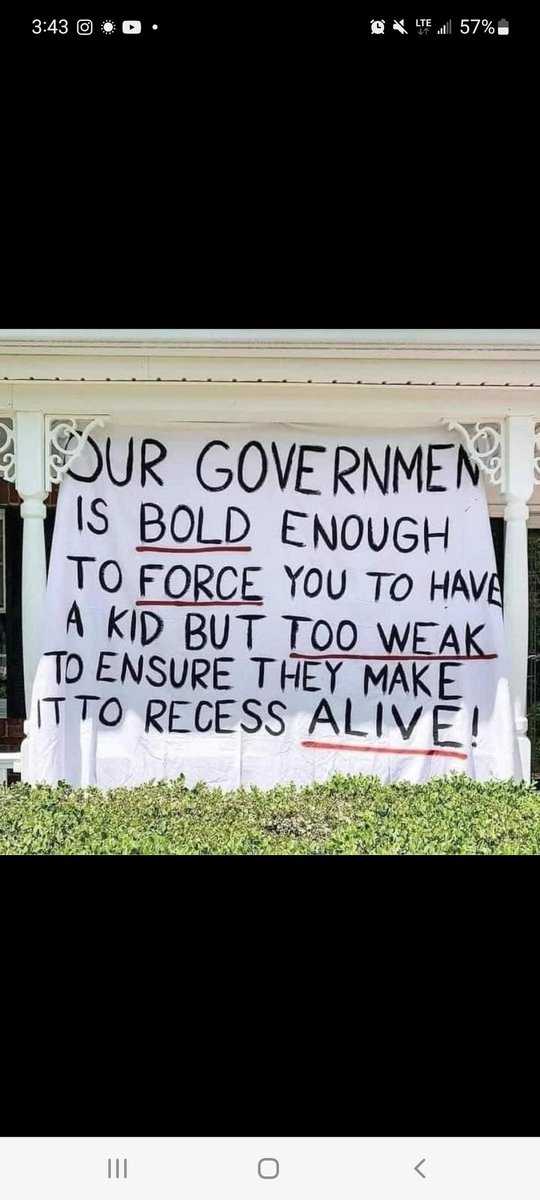 3:43
LTE
57%
OUR GOVERNMEN
IS BOLD ENOUGH
TO FORCE YOU TO HAVE
A KID BUT TOO WEAK
TO ENSURE THEY MAKE
IT TO RECESS ALIVE!